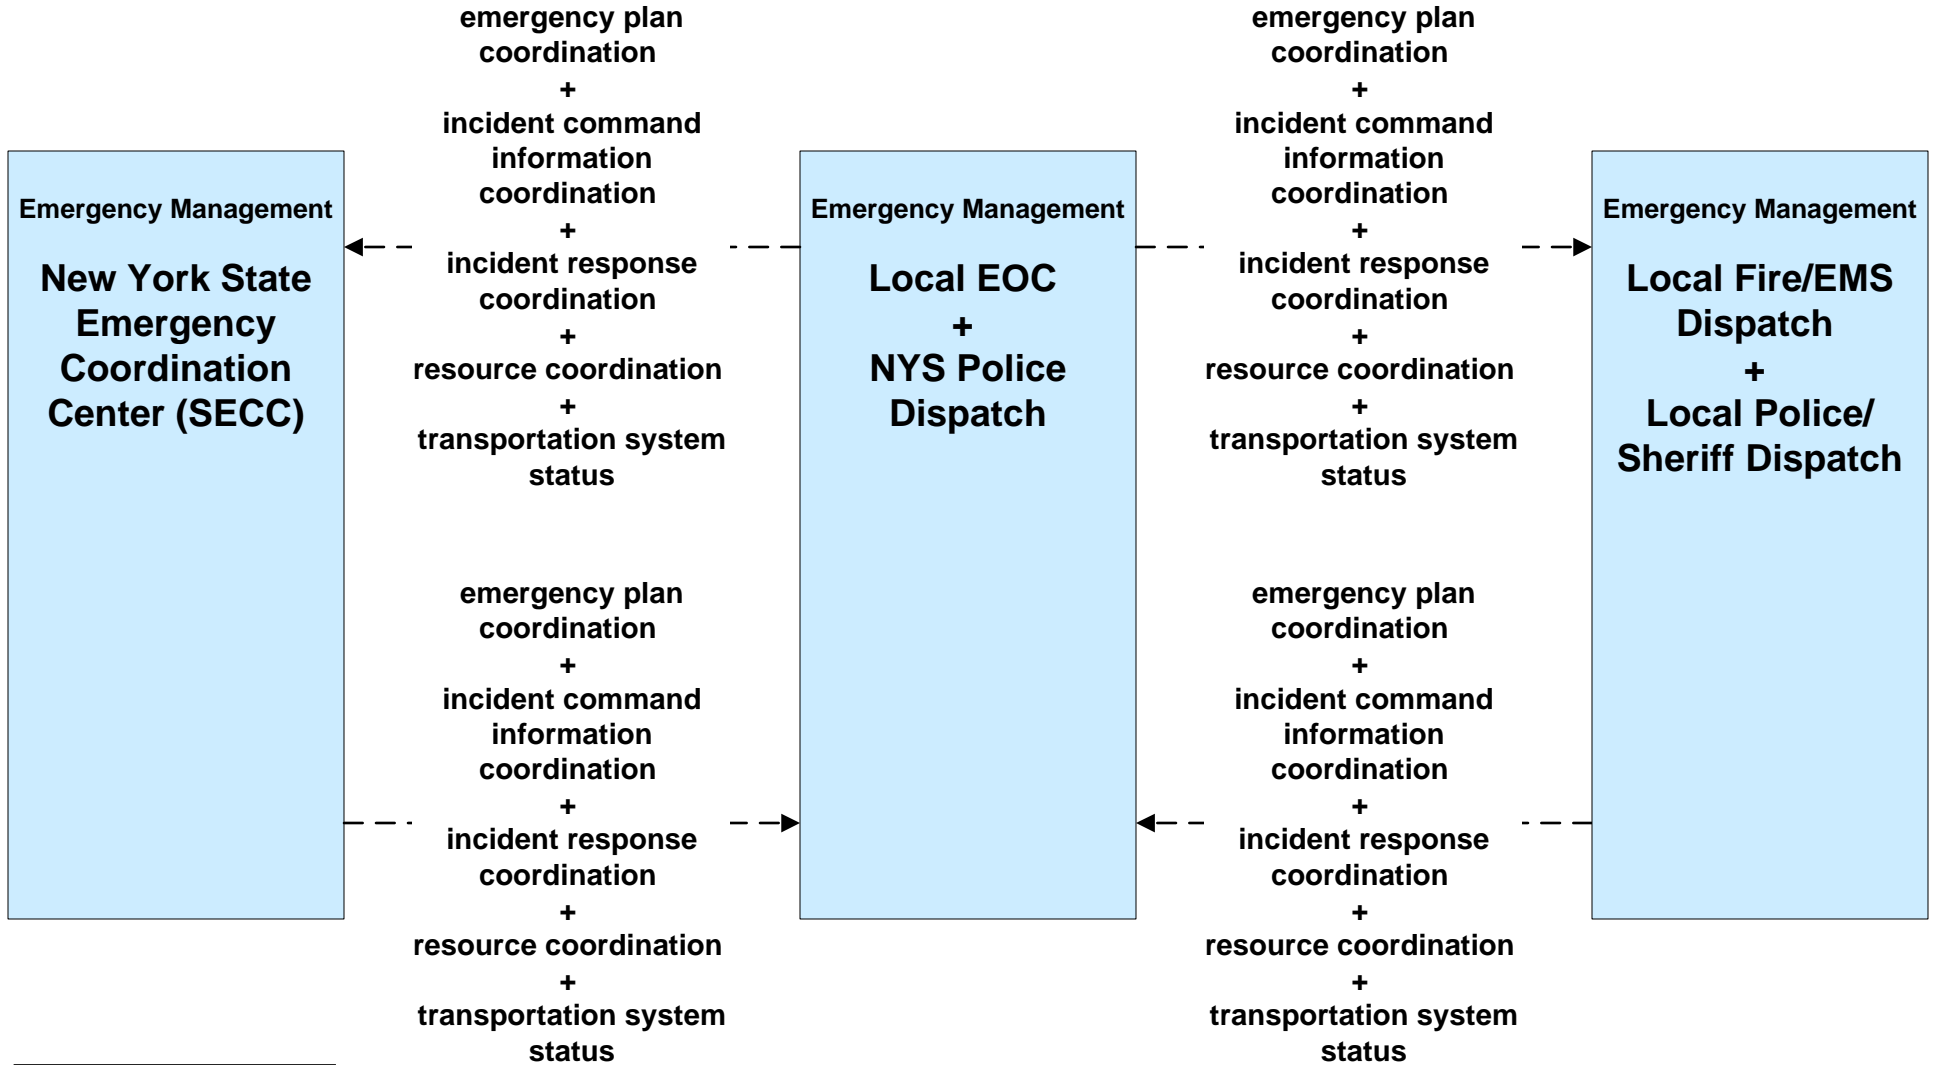 emergency plan
coordination
+
incident command
information
coordination
+
incident response
coordination
+
resource coordination
+
transportation system
status
emergency plan
coordination
+
incident command
information
coordination
+
incident response
coordination
+
resource coordination
+
transportation system
status
Emergency Management
New York State
Emergency
Coordination
Center (SECC)
Emergency Management
Local EOC
+
NYS Police
Dispatch
Emergency Management
Local Fire/EMS
Dispatch
+
Local Police/
Sheriff Dispatch
emergency plan
coordination
+
incident command
information
coordination
+
incident response
coordination
+
resource coordination
+
transportation system
status
emergency plan
coordination
+
incident command
information
coordination
+
incident response
coordination
+
resource coordination
+
transportation system
status